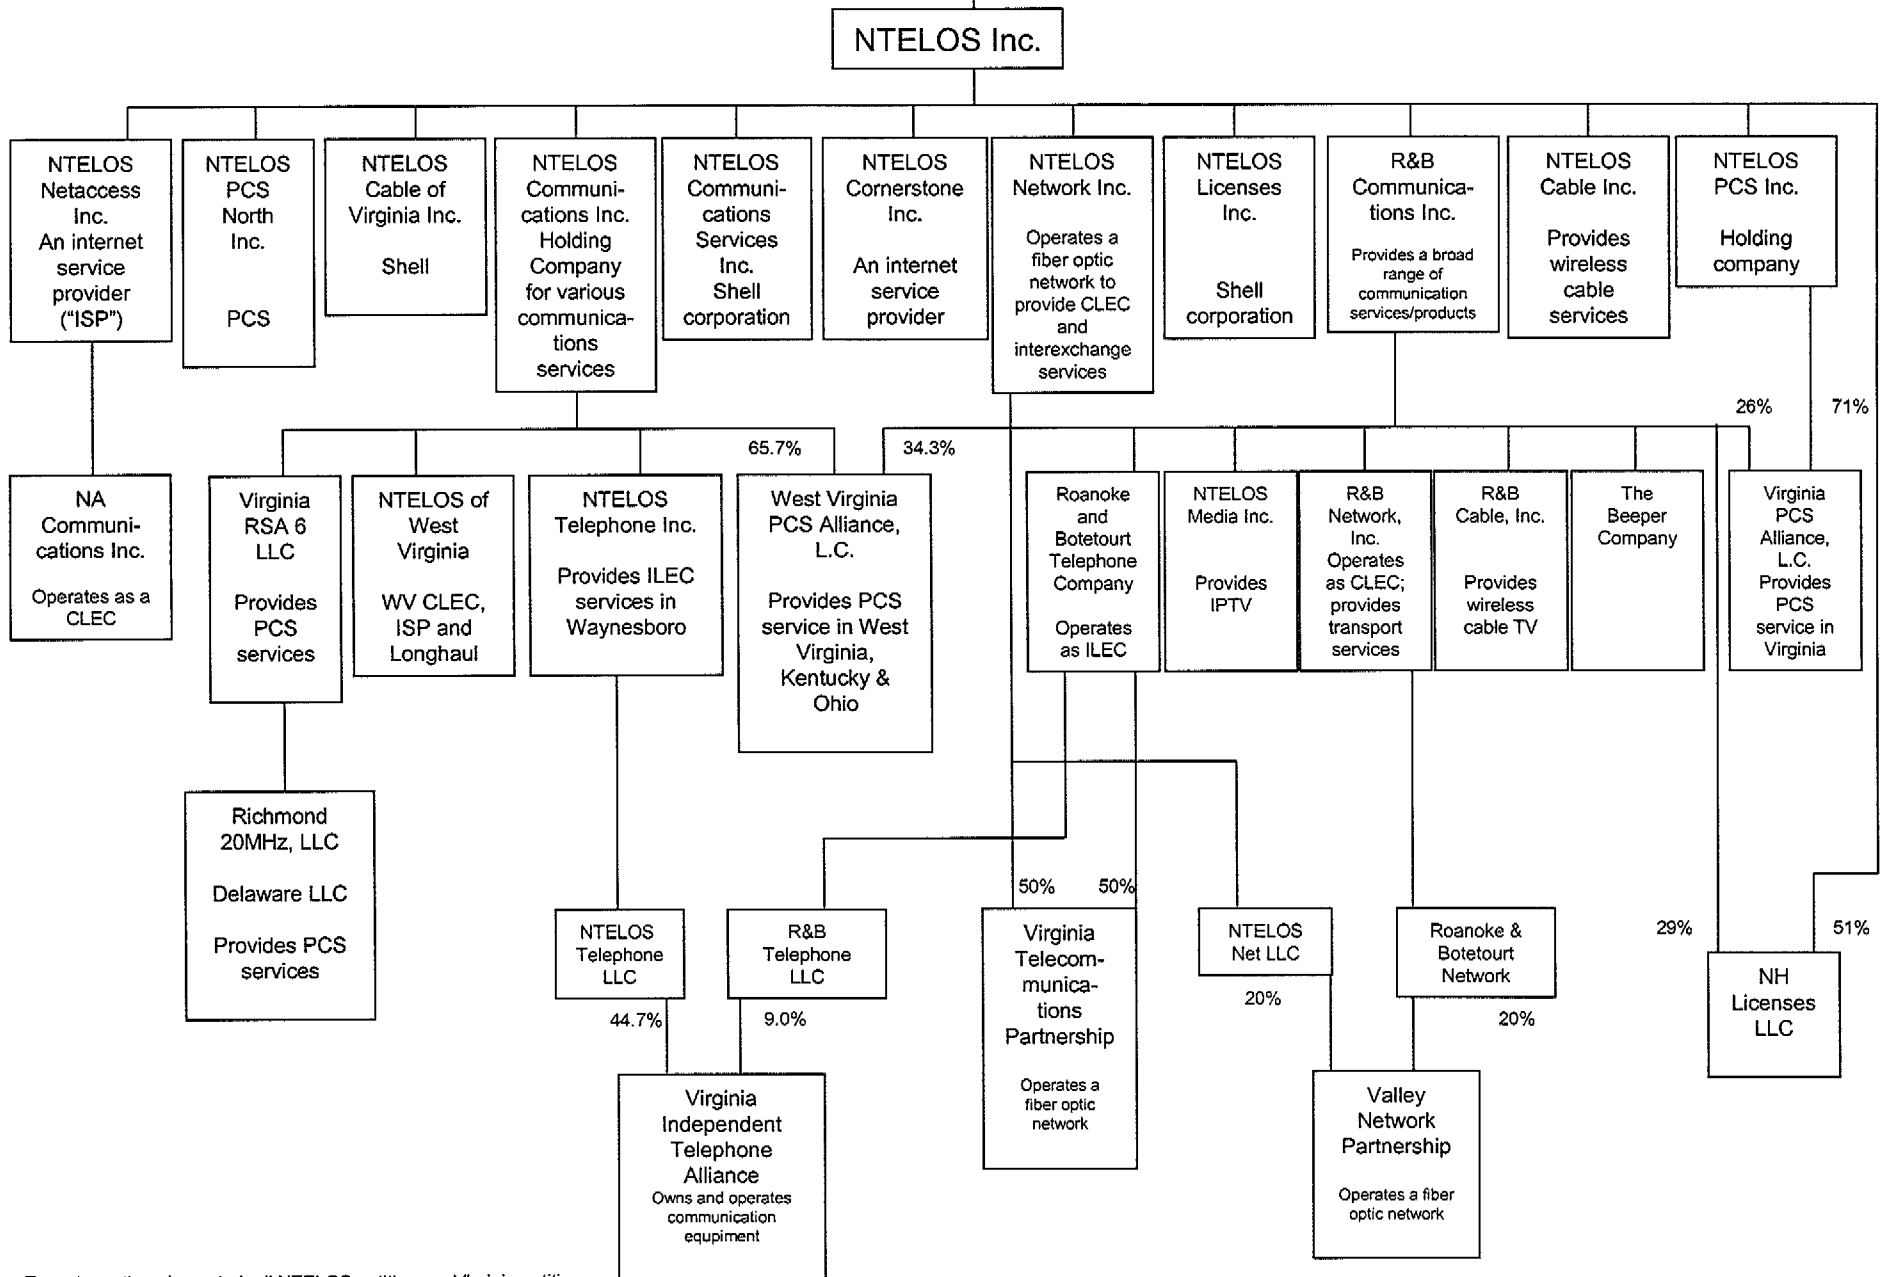 NTELOS Inc.
NTELOS
Netaccess
Inc.
An internet
service
provider
("ISP")
NTELOS
PCS
North
Inc.
PCS
NTELOS
Cable of
Virginia Inc.
Shell
NTELOS
Communi-
cations Inc.
Holding
Company
for various
communica-
tions
services
NTELOS
Communi-
cations
Services
Inc.
Shell
corporation
NTELOS
Cornerstone
Inc.
An internet
service
provider
NTELOS
Network Inc.
Operates a
fiber optic
network to
provide CLEC
and
interexchange
services
NTELOS
Licenses
Inc.
Shell
corporation
R&B
Communica-
tions Inc.
Provides a broad
range of
communication
services/products
NTELOS
Cable Inc.
Provides
wireless
cable
services
NTELOS
PCS Inc.
Holding
company
26%
71%
65.7%
34.3%
NA
Communi-
cations Inc.
Operates as a
CLEC
Virginia
RSA 6
LLC
Provides
PCS
services
NTELOS of
West
Virginia
WV CLEC,
ISP and
Longhaul
NTELOS
Telephone Inc.
Provides ILEC
services in
Waynesboro
West Virginia
PCS Alliance,
L.C.
Provides PCS
service in West
Virginia,
Kentucky &
Ohio
Roanoke
and
Botetourt
Telephone
Company
Operates
as ILEC
NTELOS
Media Inc.
Provides
IPTV
R&B
Network,
Inc.
Operates
as CLEC;
provides
transport
services
R&B
Cable, Inc.
Provides
wireless
cable TV
The
Beeper
Company
Virginia
PCS
Alliance,
L.C.
Provides
PCS
service in
Virginia
Richmond
20MHz, LLC
Delaware LLC
Provides PCS
services
50%
50%
NTELOS
Telephone
LLC
R&B
Telephone
LLC
Virginia
Telecom-
munica-
tions
Partnership
Operates a
fiber optic
network
NTELOS
Net LLC
Roanoke &
Botetourt
Network
29%
51%
NH
Licenses
LLC
44.7%
9.0%
20%
20%
Virginia
Independent
Telephone
Alliance
Owns and operates
communication
equpiment
Valley
Network
Partnership
Operates a fiber
optic network